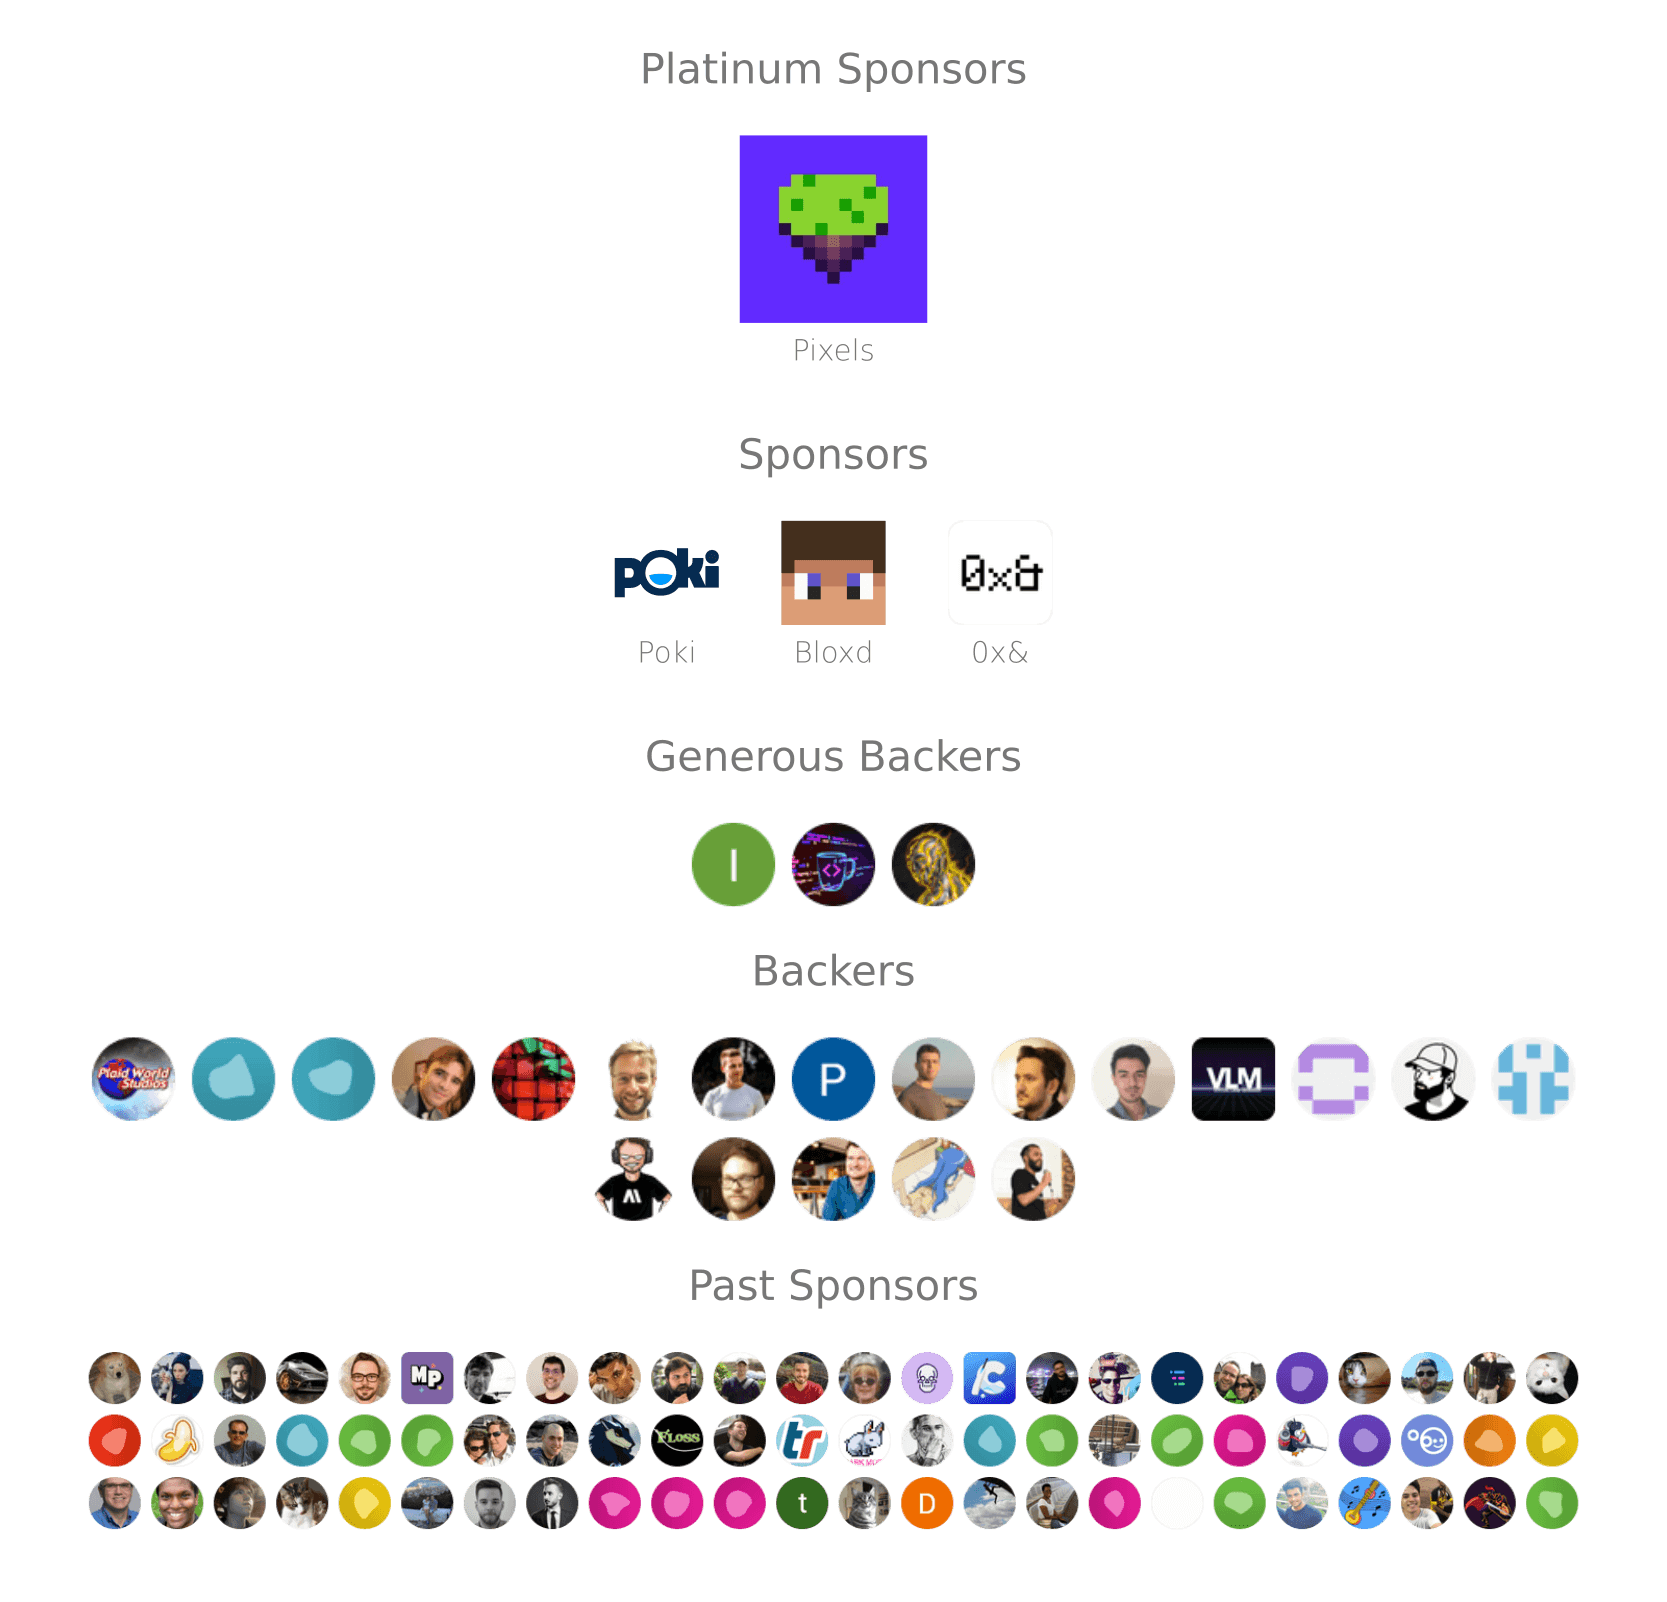 Platinum Sponsors
Pixels
Sponsors
poki
0x&
Poki
Bloxd
0x&
Generous Backers
I
<>
Backers
Plaid World
Studios
P
VLM
Past Sponsors
MP
C
FLOSS
tr
t
D